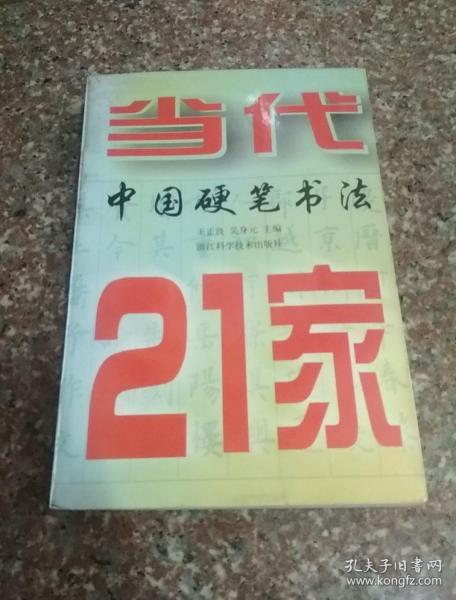 当代
中国硬笔书法
王正良 吴身元 主编
浙江科学技术出版社
21家
孔夫子旧书网
www.kongfz.com